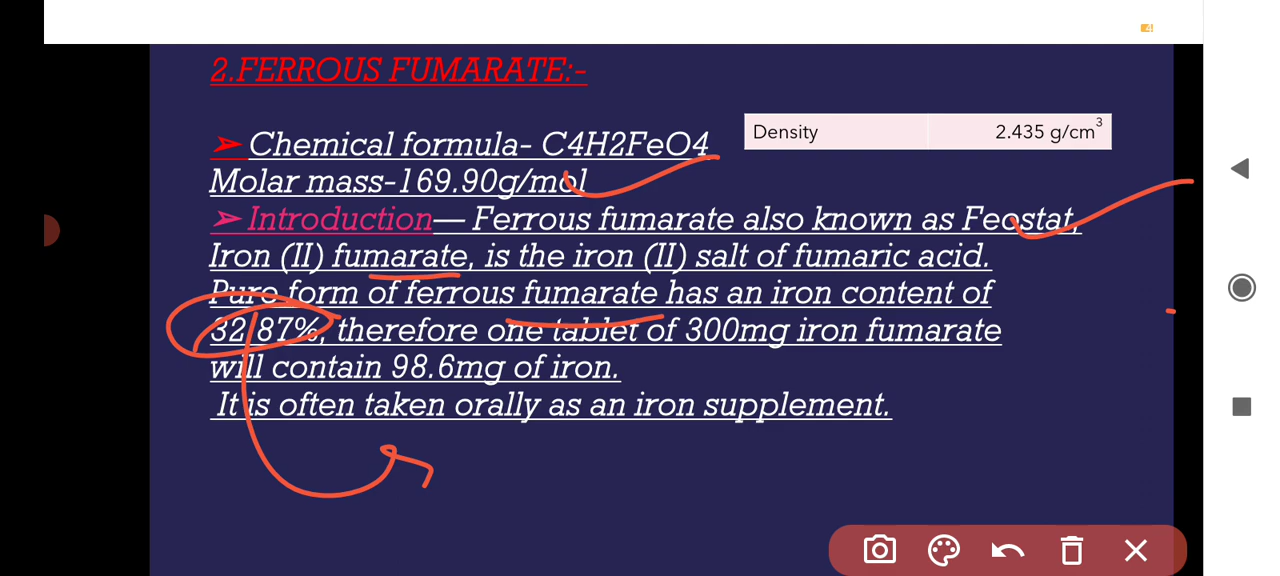 2.FERROUS FUMARATE:-
➢ Chemical formula- C4H2FeO4
Density 2.435 g/cm³
Molar mass-169.90g/mol
➢ Introduction— Ferrous fumarate also known as Feostat,
Iron (II) fumarate, is the iron (II) salt of fumaric acid.
Pure form of ferrous fumarate has an iron content of
32.87%, therefore one tablet of 300mg iron fumarate
will contain 98.6mg of iron.
It is often taken orally as an iron supplement.